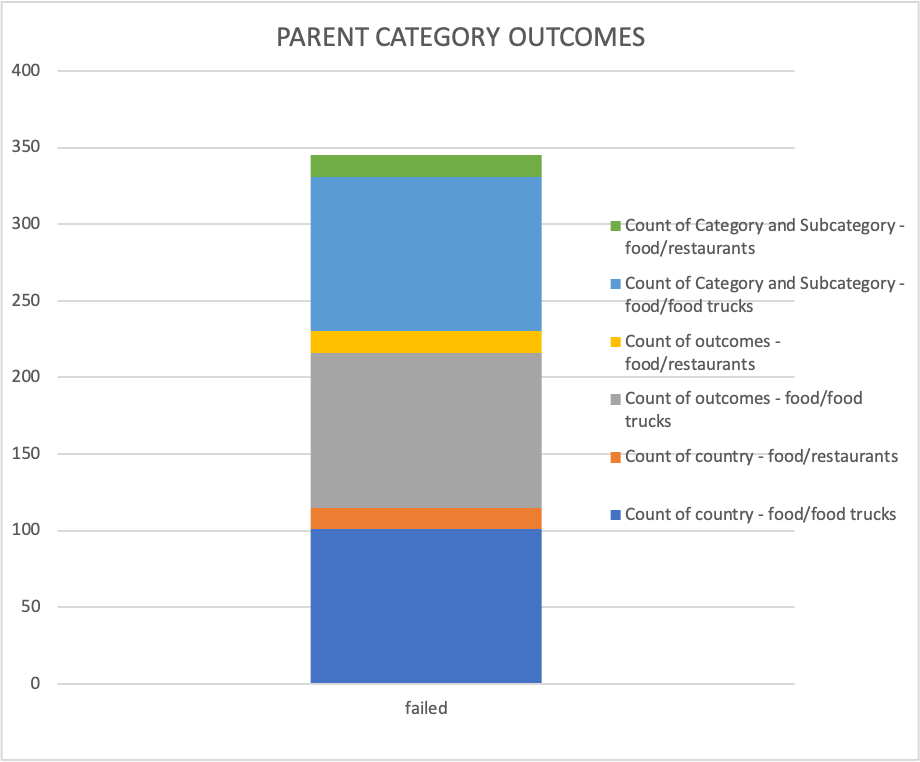 PARENT CATEGORY OUTCOMES
400
350
300
250
200
150
100
50
0
failed
Count of Category and Subcategory -
food/restaurants
Count of Category and Subcategory -
food/food trucks
Count of outcomes -
food/restaurants
Count of outcomes - food/food
trucks
Count of country - food/restaurants
Count of country - food/food trucks